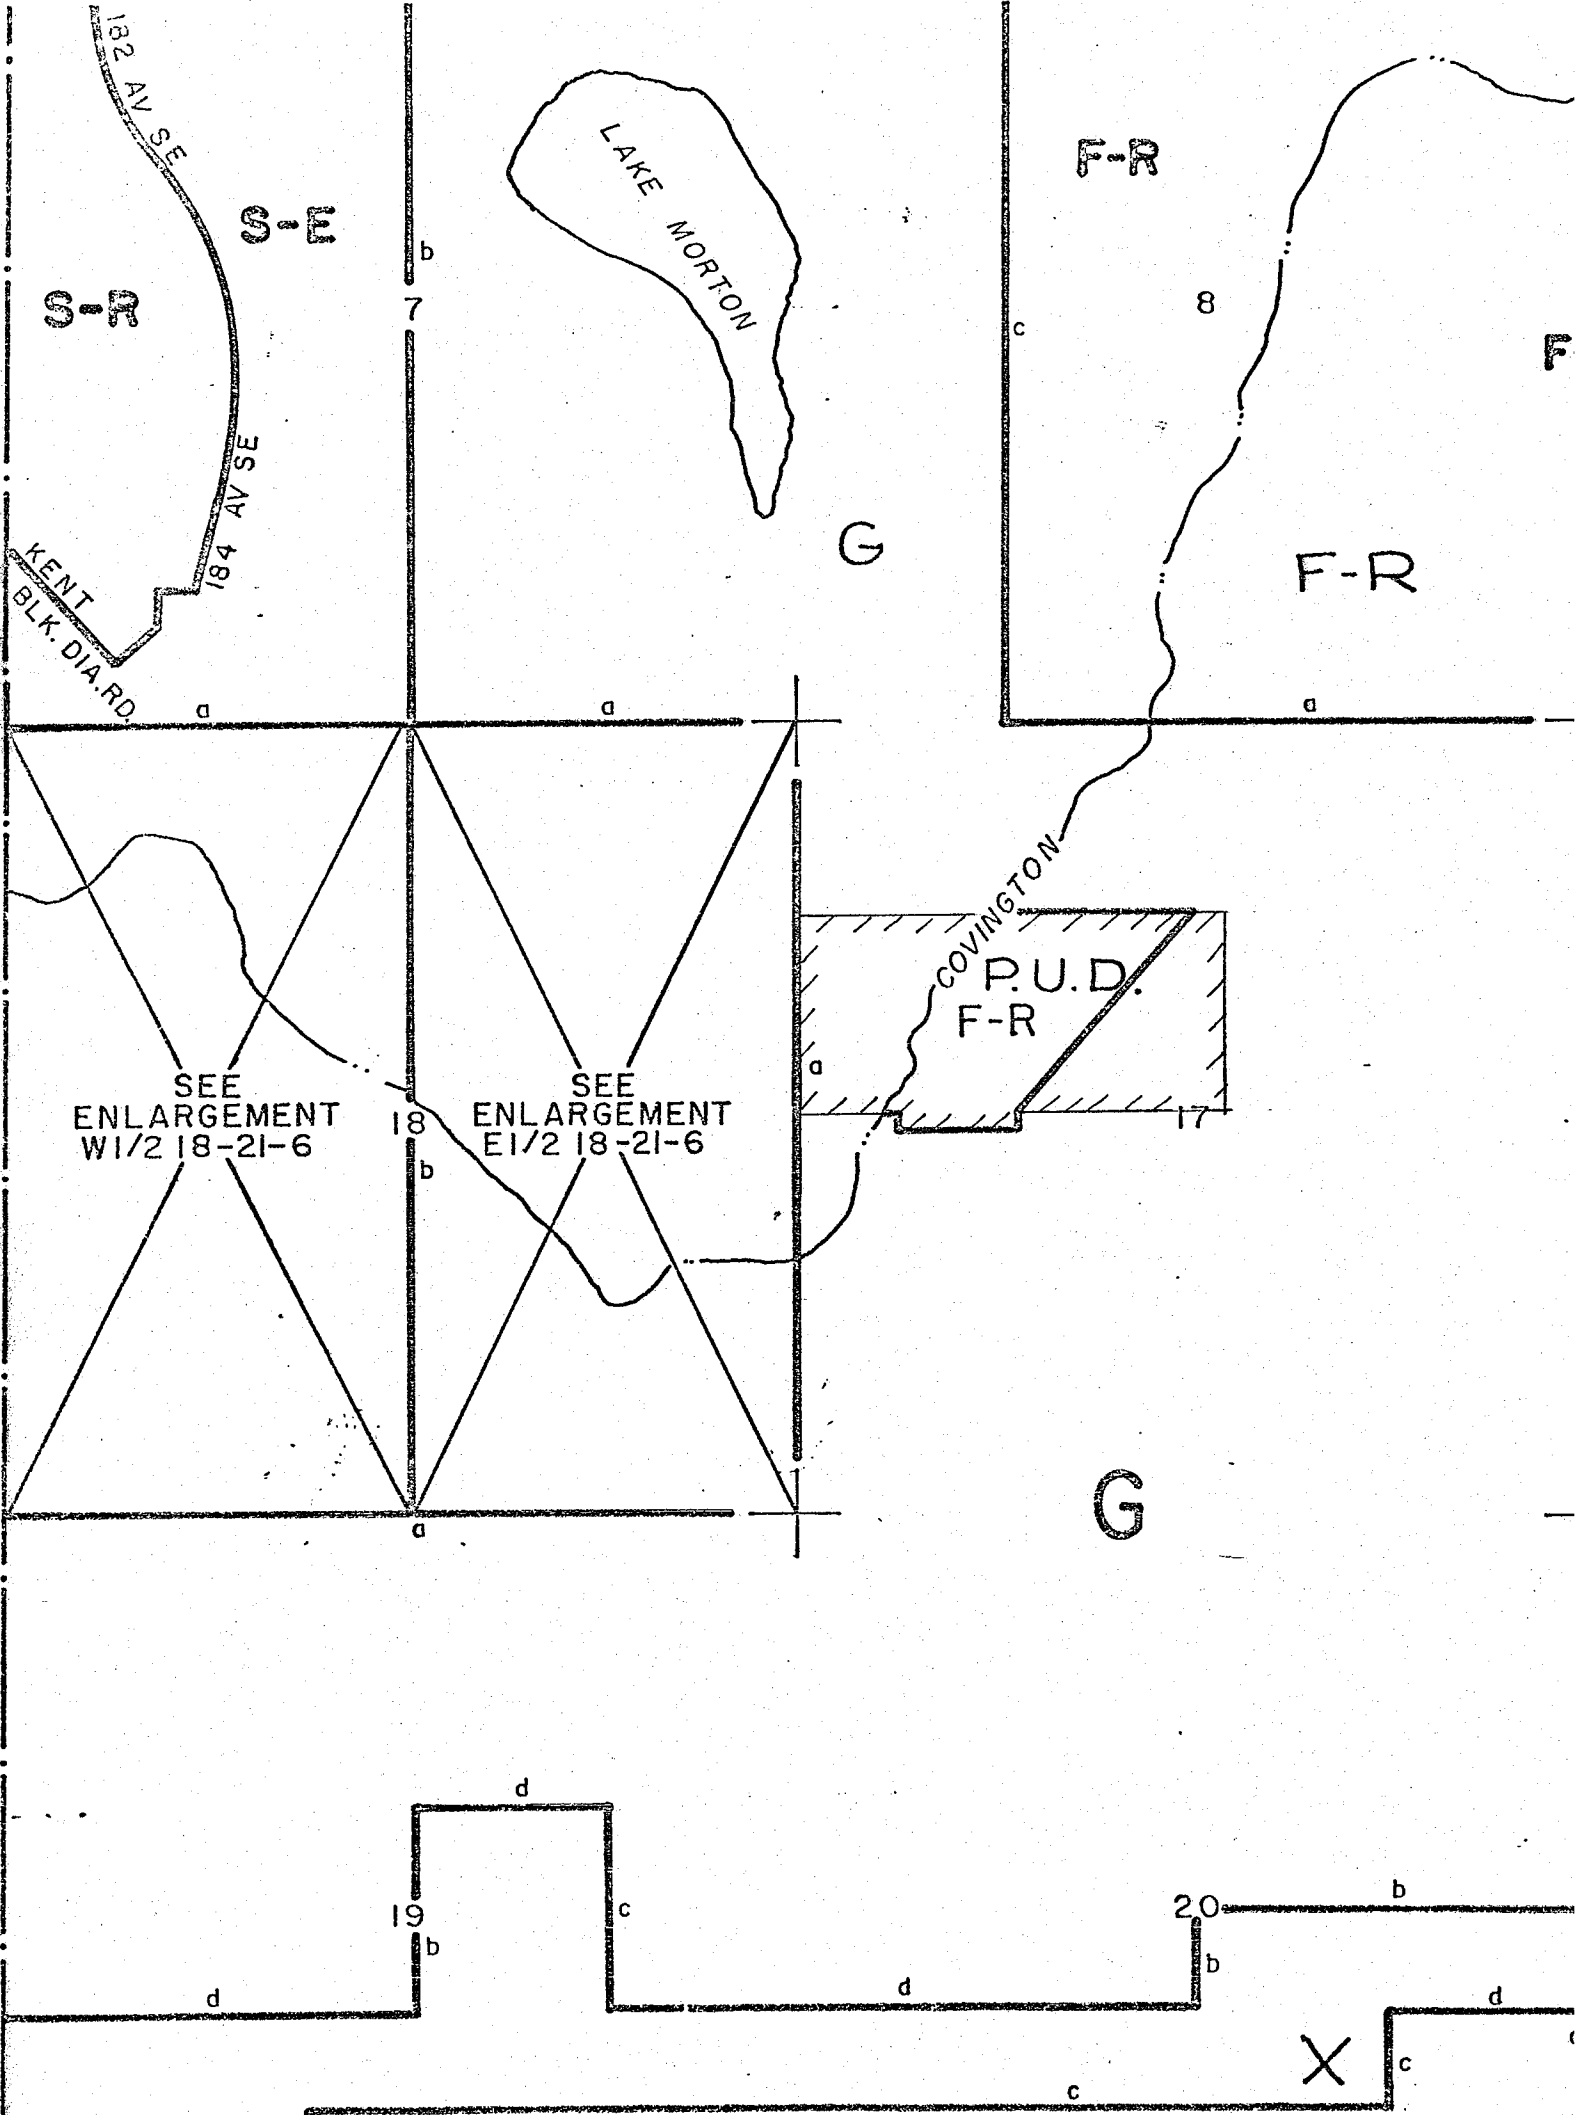 182 AV SE
S-E
S-R
b
7
LAKE MORTON
F-R
8
c
F
184 AV SE
G
F-R
KENT
BLK. DIA. RD.
a
a
a
COVINGTON
P.U.D.
F-R
a
SEE
ENLARGEMENT
W1/2 18-21-6
18
b
SEE
ENLARGEMENT
E1/2 18-21-6
17
a
G
d
19
b
c
20
b
b
d
d
d
X
c
c